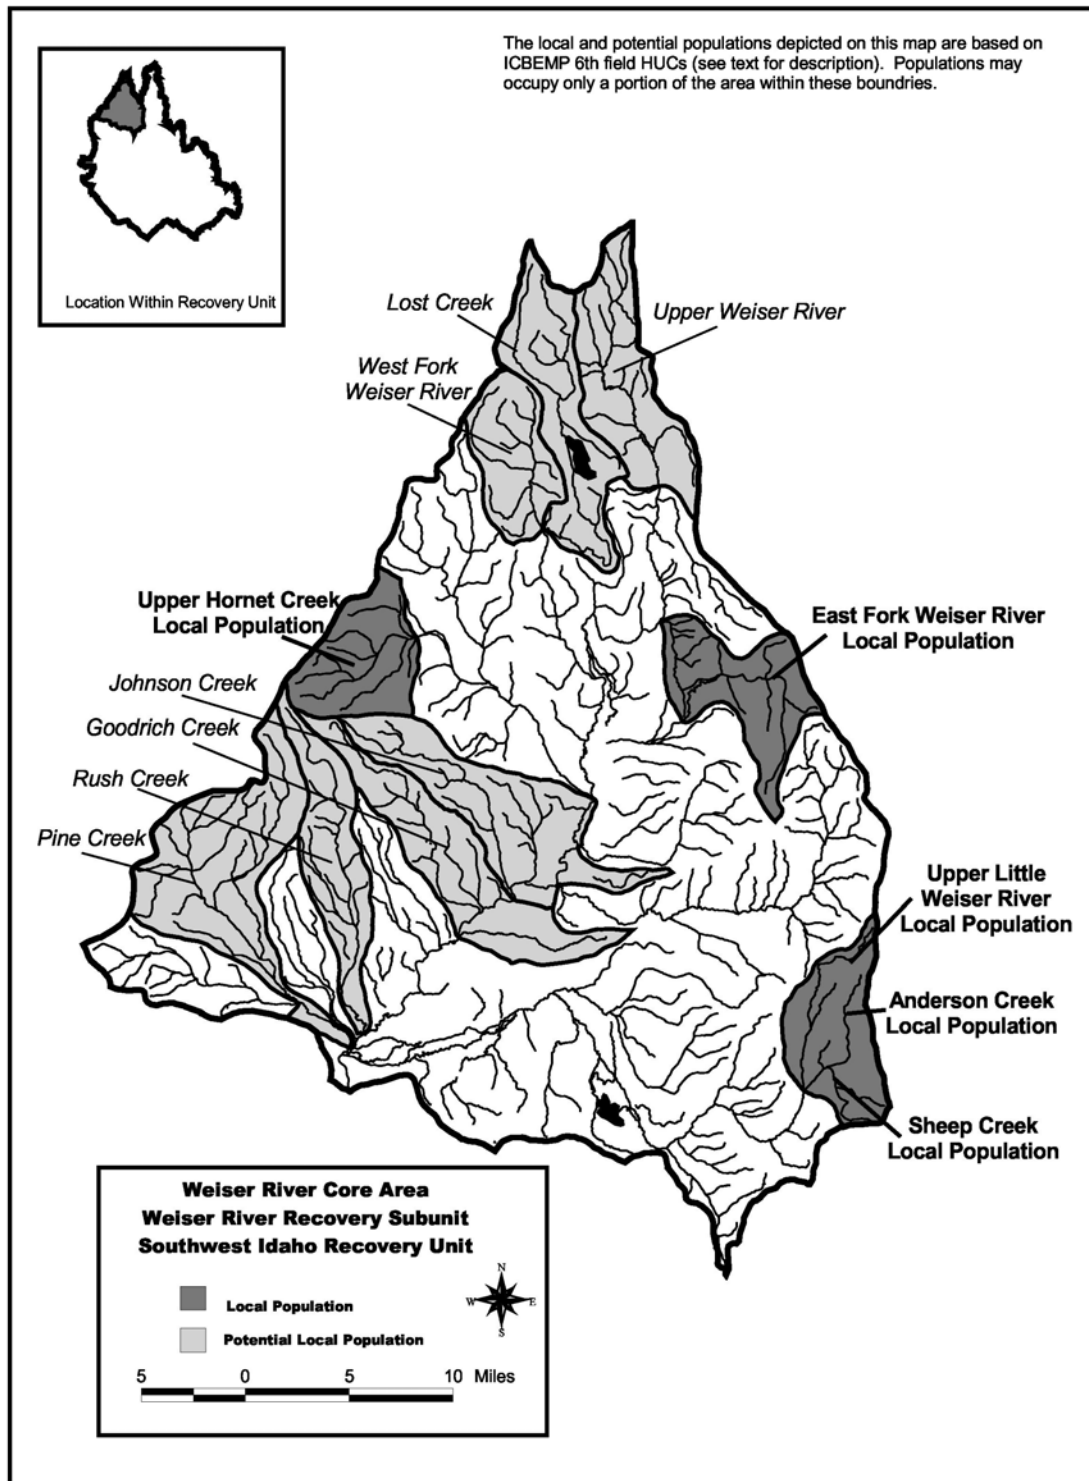 The local and potential populations depicted on this map are based on
ICBEMP 6th field HUCs (see text for description). Populations may
occupy only a portion of the area within these boundries.
Location Within Recovery Unit
Lost Creek
Upper Weiser River
West Fork
Weiser River
Upper Hornet Creek
Local Population
East Fork Weiser River
Local Population
Johnson Creek
Goodrich Creek
Rush Creek
Pine Creek
Upper Little
Weiser River
Local Population
Anderson Creek
Local Population
Sheep Creek
Local Population
Weiser River Core Area
Weiser River Recovery Subunit
Southwest Idaho Recovery Unit
N
W E
S
Local Population
Potential Local Population
5 0 5 10 Miles